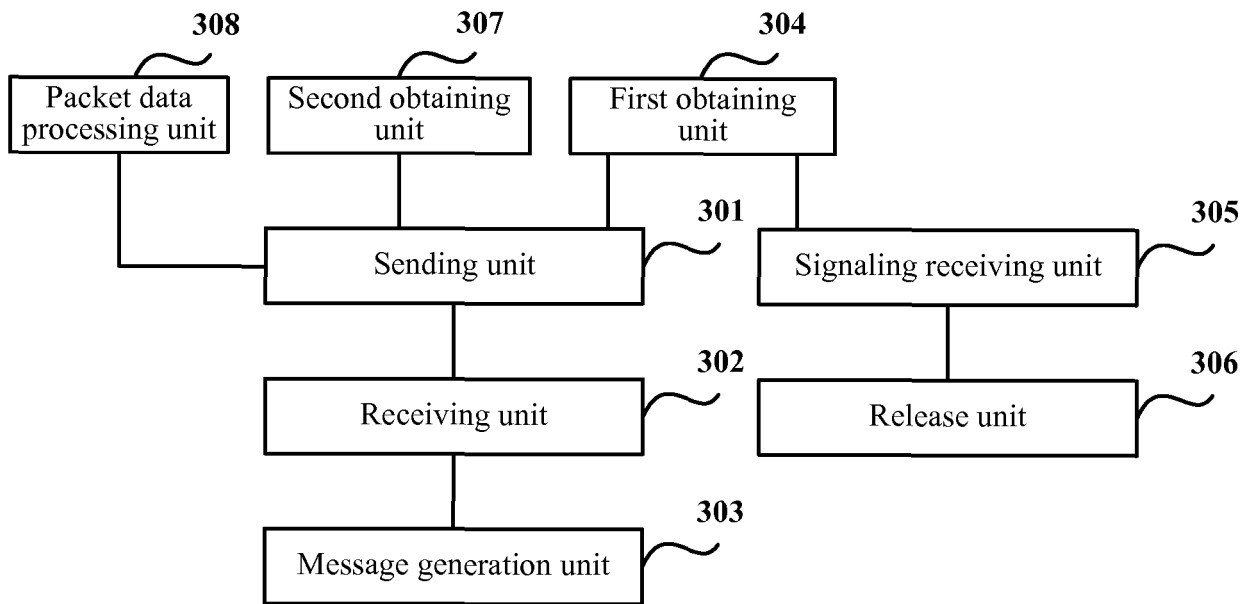 308
307
304
Packet data
processing unit
Second obtaining
unit
First obtaining
unit
301
305
Sending unit
Signaling receiving unit
302
306
Receiving unit
Release unit
303
Message generation unit